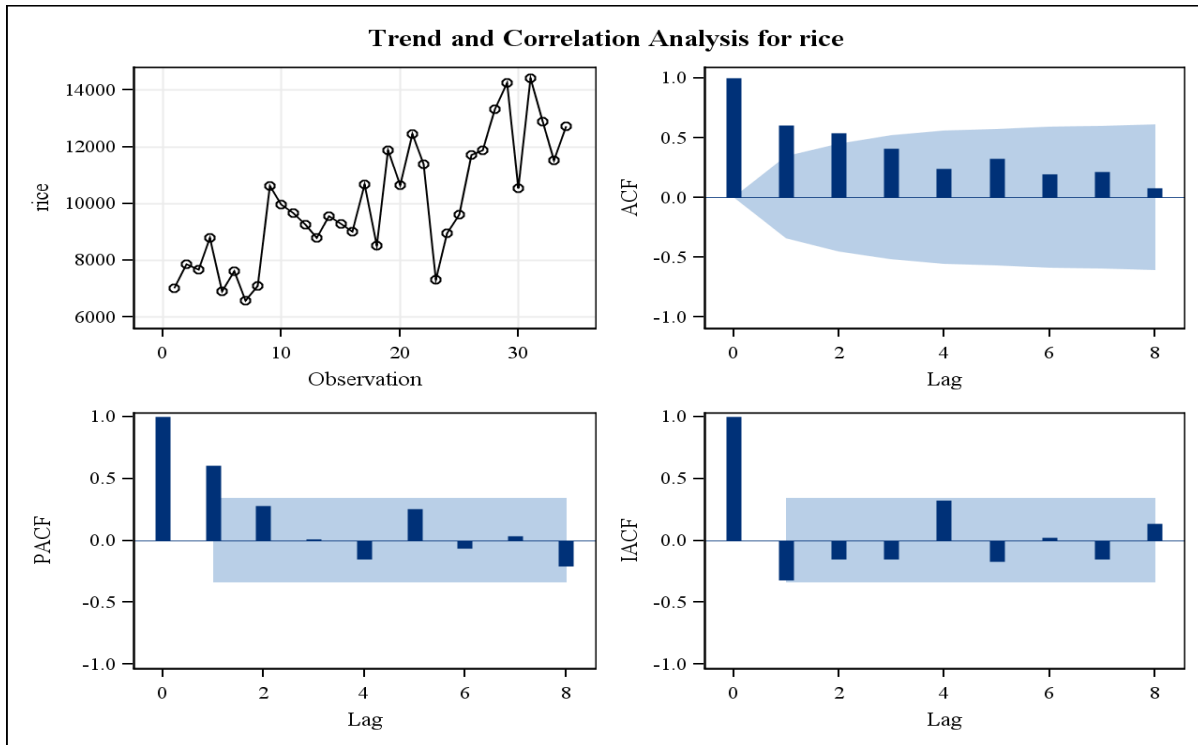 Trend and Correlation Analysis for rice
14000
12000
10000
8000
6000
rice
0 10 20 30
Observation
1.0
0.5
0.0
-0.5
-1.0
ACF
0 2 4 6 8
Lag
1.0
0.5
0.0
-0.5
-1.0
PACF
0 2 4 6 8
Lag
1.0
0.5
0.0
-0.5
-1.0
IACF
0 2 4 6 8
Lag